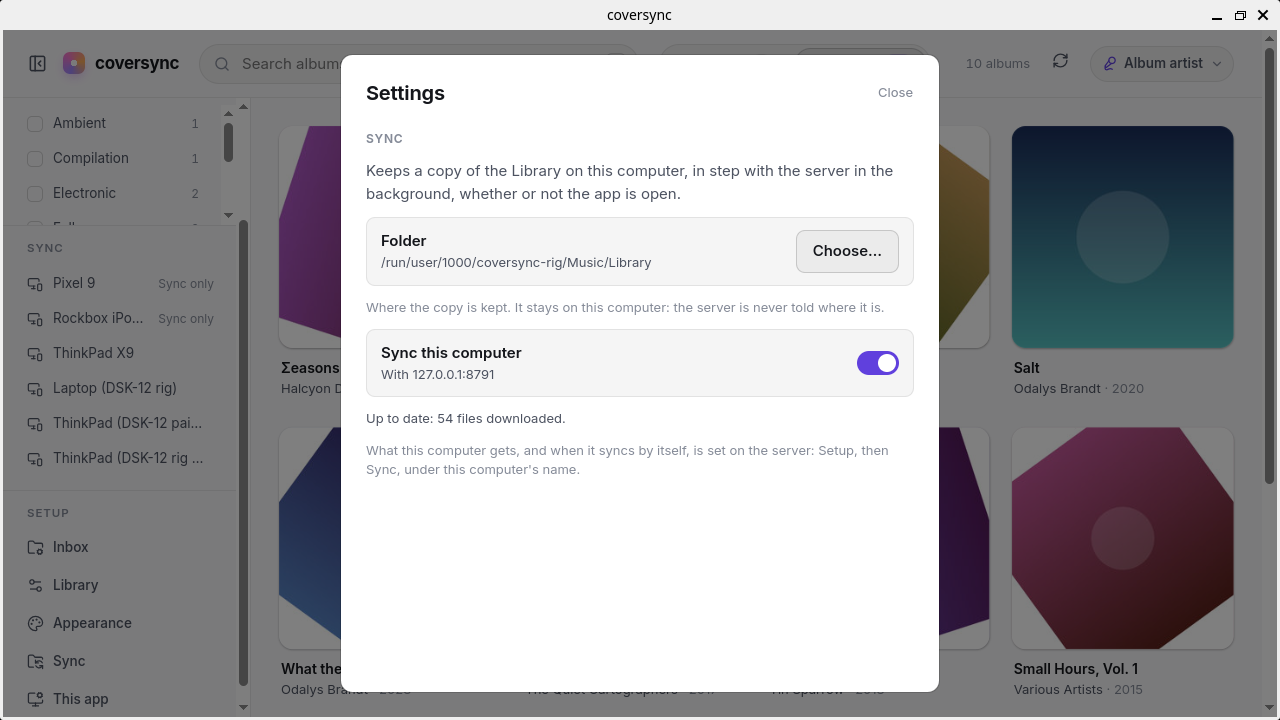 coversync
coversync
Search album
10 albums
Album artist
Ambient 1
Compilation 1
Electronic 2
SYNC
Pixel 9 Sync only
Rockbox iPo... Sync only
ThinkPad X9
Laptop (DSK-12 rig)
ThinkPad (DSK-12 pai...
ThinkPad (DSK-12 rig ...
SETUP
Inbox
Library
Appearance
Sync
This app
Settings
Close
SYNC
Keeps a copy of the Library on this computer, in step with the server in the
background, whether or not the app is open.
Folder
/run/user/1000/coversync-rig/Music/Library
Choose...
Where the copy is kept. It stays on this computer: the server is never told where it is.
Sync this computer
With 127.0.0.1:8791
Up to date: 54 files downloaded.
What this computer gets, and when it syncs by itself, is set on the server: Setup, then
Sync, under this computer's name.
Σeasons
Halcyon D
Salt
Odalys Brandt · 2020
What the
Odalys Brandt
Small Hours, Vol. 1
Various Artists · 2015